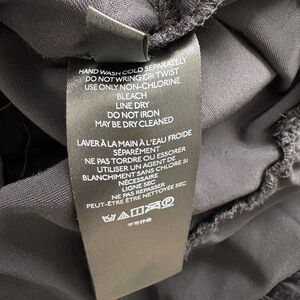 HAND WASH COLD SEPARATELY
DO NOT WRING OR TWIST
USE ONLY NON-CHLORINE
BLEACH
LINE DRY
DO NOT IRON
MAY BE DRY CLEANED
LAVER À LA MAIN À L'EAU FROIDE
SÉPARÉMENT
NE PAS TORDRE OU ESSORER
UTILISER UN AGENT DE
BLANCHIMENT SANS CHLORE SI
NÉCESSAIRE
LIGNE SEC
NE PAS REPASSER
PEUT-ÊTRE NETTOYÉE SEC